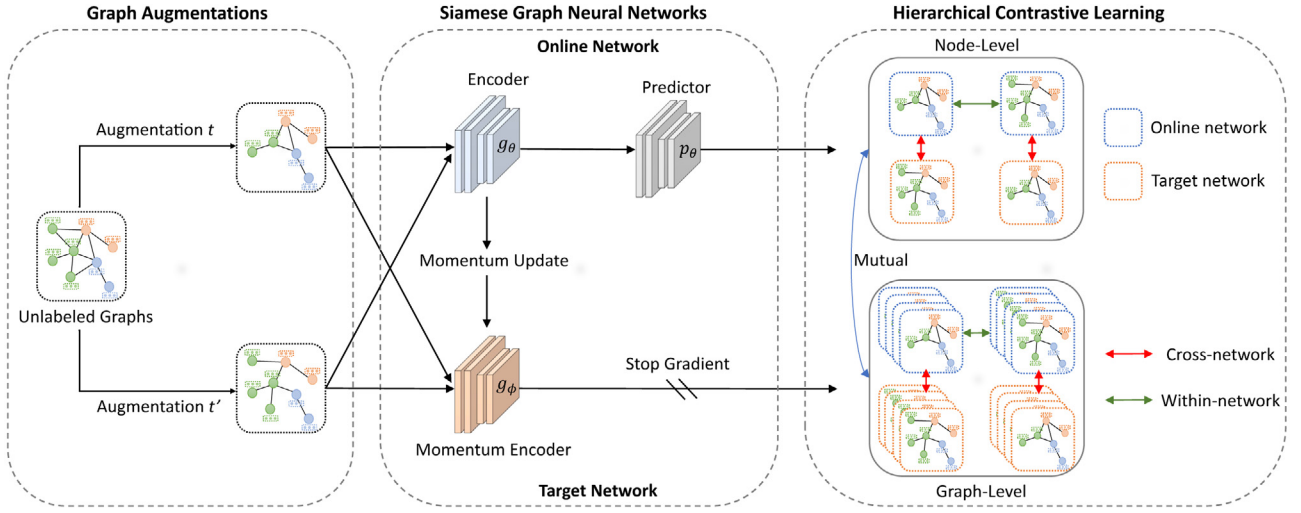 Graph Augmentations
Siamese Graph Neural Networks
Hierarchical Contrastive Learning
Online Network
Node-Level
Encoder
Predictor
Augmentation t
gθ
pθ
Online network
Target network
Momentum Update
Mutual
Unlabeled Graphs
Augmentation t′
Stop Gradient
gϕ
Cross-network
Within-network
Momentum Encoder
Target Network
Graph-Level